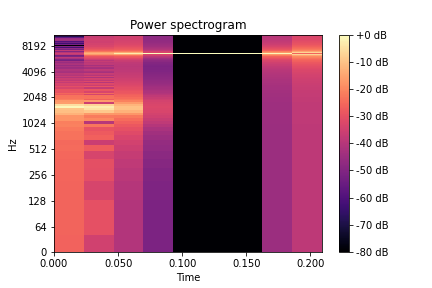 Power spectrogram
8192
4096
2048
1024
512
256
128
64
0
Hz
0.000 0.050 0.100 0.150 0.200
Time
+0 dB
-10 dB
-20 dB
-30 dB
-40 dB
-50 dB
-60 dB
-70 dB
-80 dB